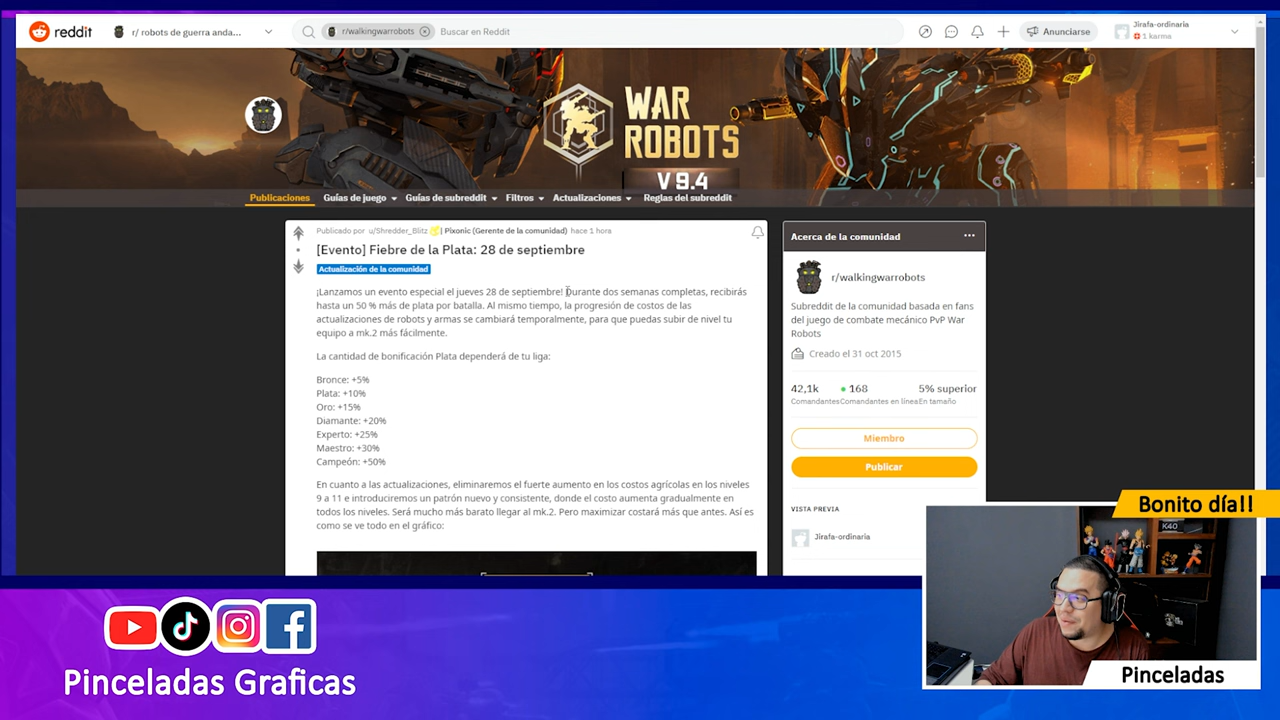 reddit
r/ robots de guerra anda...
r/walkingwarrobots
Buscar en Reddit
Anunciarse
Jirafa-ordinaria
1 karma
WAR
ROBOTS
V 9.4
Publicaciones
Guías de juego
Guías de subreddit
Filtros
Actualizaciones
Reglas del subreddit
Publicado por u/Shredder_Blitz | Pixonic (Gerente de la comunidad) hace 1 hora
[Evento] Fiebre de la Plata: 28 de septiembre
Actualización de la comunidad
¡Lanzamos un evento especial el jueves 28 de septiembre! Durante dos semanas completas, recibirás
hasta un 50 % más de plata por batalla. Al mismo tiempo, la progresión de costos de las
actualizaciones de robots y armas se cambiará temporalmente, para que puedas subir de nivel tu
equipo a mk.2 más fácilmente.
La cantidad de bonificación Plata dependerá de tu liga:
Bronce: +5%
Plata: +10%
Oro: +15%
Diamante: +20%
Experto: +25%
Maestro: +30%
Campeón: +50%
En cuanto a las actualizaciones, eliminaremos el fuerte aumento en los costos agrícolas en los niveles
9 a 11 e introduciremos un patrón nuevo y consistente, donde el costo aumenta gradualmente en
todos los niveles. Será mucho más barato llegar al mk.2. Pero maximizar costará más que antes. Así es
como se ve todo en el gráfico:
Acerca de la comunidad
r/walkingwarrobots
Subreddit de la comunidad basada en fans
del juego de combate mecánico PvP War
Robots
Creado el 31 oct 2015
42,1k
168
5% superior
Comandantes
Comandantes en línea
En tamaño
Miembro
Publicar
VISTA PREVIA
Jirafa-ordinaria
Bonito día!!
K40
Pinceladas
Pinceladas Graficas